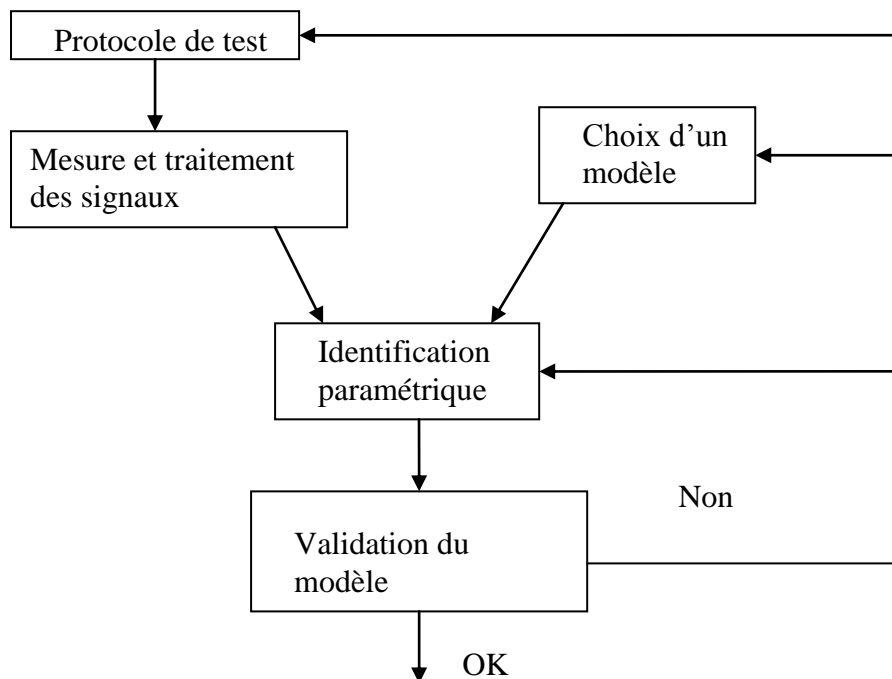 Protocole de test
Mesure et traitement
des signaux
Choix d’un
modèle
Identification
paramétrique
Non
Validation du
modèle
OK